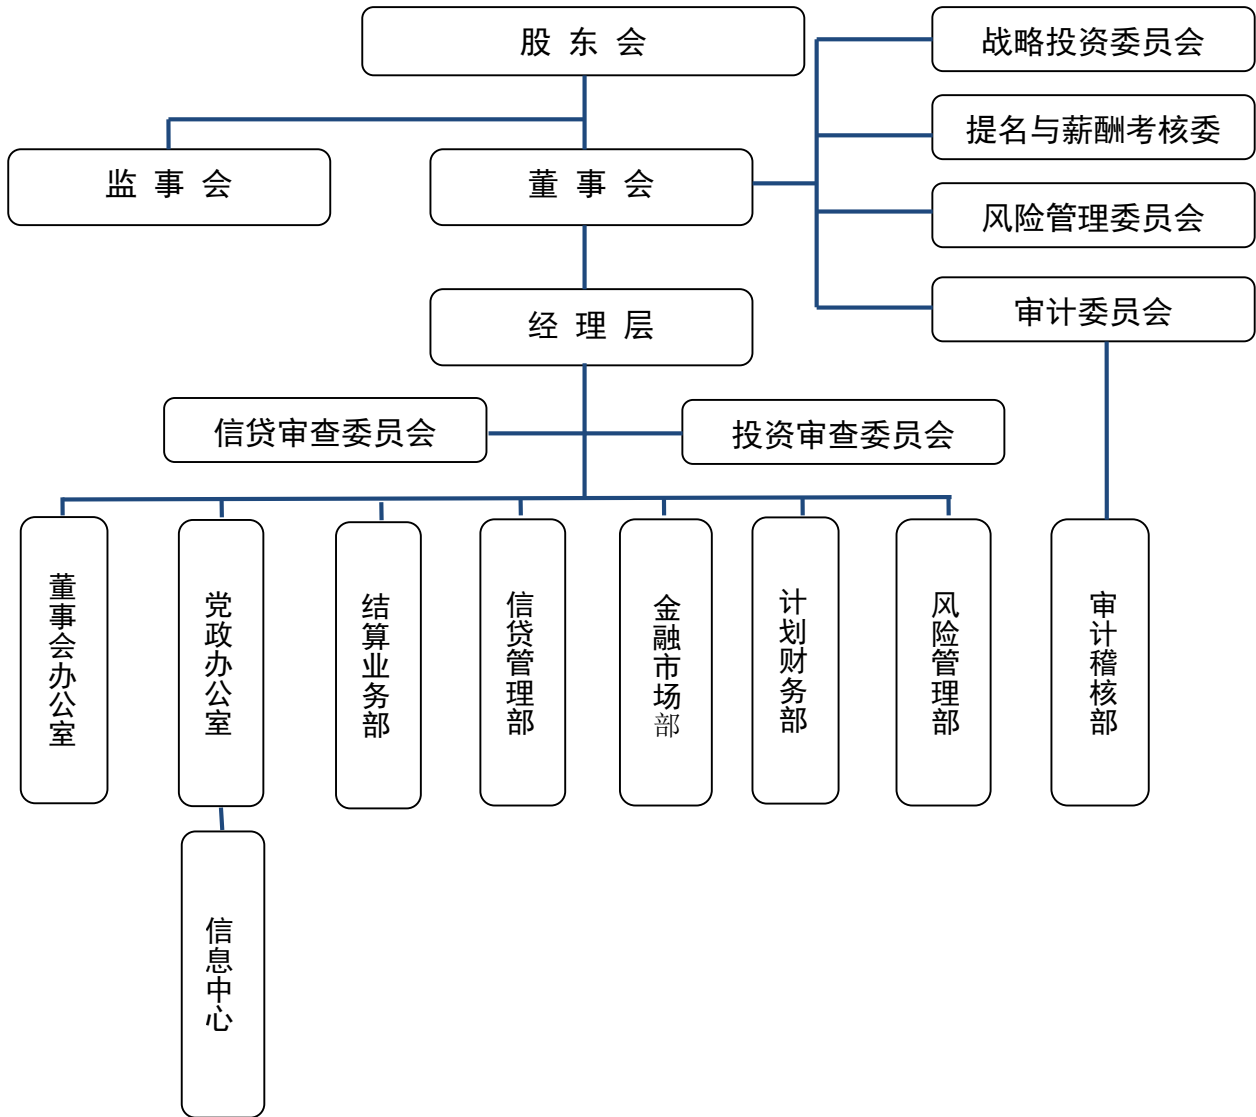 股 东 会
战略投资委员会
提名与薪酬考核委
监 事 会
董 事 会
风险管理委员会
经 理 层
审计委员会
信贷审查委员会
投资审查委员会
董事会办公室
党政办公室
结算业务部
信贷管理部
金融市场部
计划财务部
风险管理部
审计稽核部
信息中心